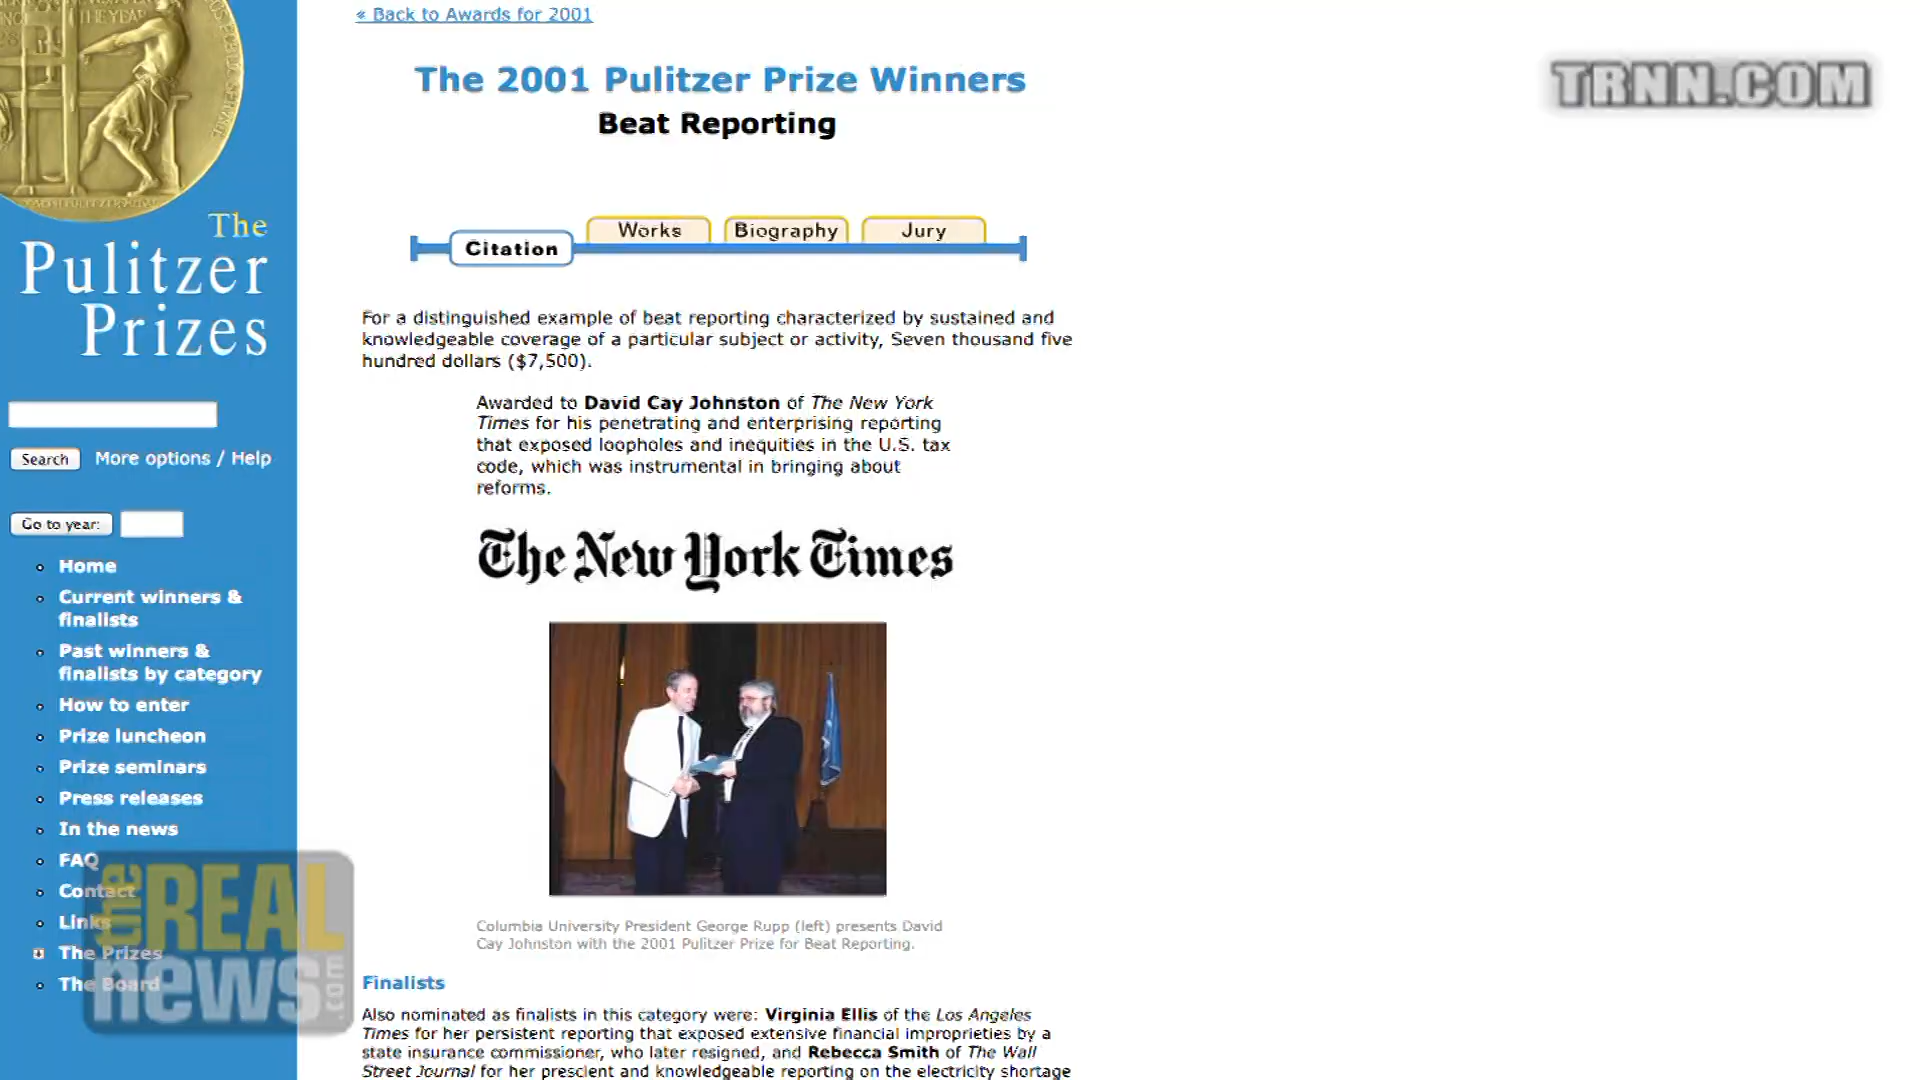 « Back to Awards for 2001
The 2001 Pulitzer Prize Winners
Beat Reporting
TRNN.COM
The
Pulitzer
Prizes
Search
More options / Help
Go to year:
Home
Current winners &
finalists
Past winners &
finalists by category
How to enter
Prize luncheon
Prize seminars
Press releases
In the news
FAQ
Contact
Links
The Prizes
The Board
the REAL
news.com
Citation
Works
Biography
Jury
For a distinguished example of beat reporting characterized by sustained and
knowledgeable coverage of a particular subject or activity, Seven thousand five
hundred dollars ($7,500).
Awarded to David Cay Johnston of The New York
Times for his penetrating and enterprising reporting
that exposed loopholes and inequities in the U.S. tax
code, which was instrumental in bringing about
reforms.
The New York Times
Columbia University President George Rupp (left) presents David
Cay Johnston with the 2001 Pulitzer Prize for Beat Reporting.
Finalists
Also nominated as finalists in this category were: Virginia Ellis of the Los Angeles
Times for her persistent reporting that exposed extensive financial improprieties by a
state insurance commissioner, who later resigned, and Rebecca Smith of The Wall
Street Journal for her prescient and knowledgeable reporting on the electricity shortage